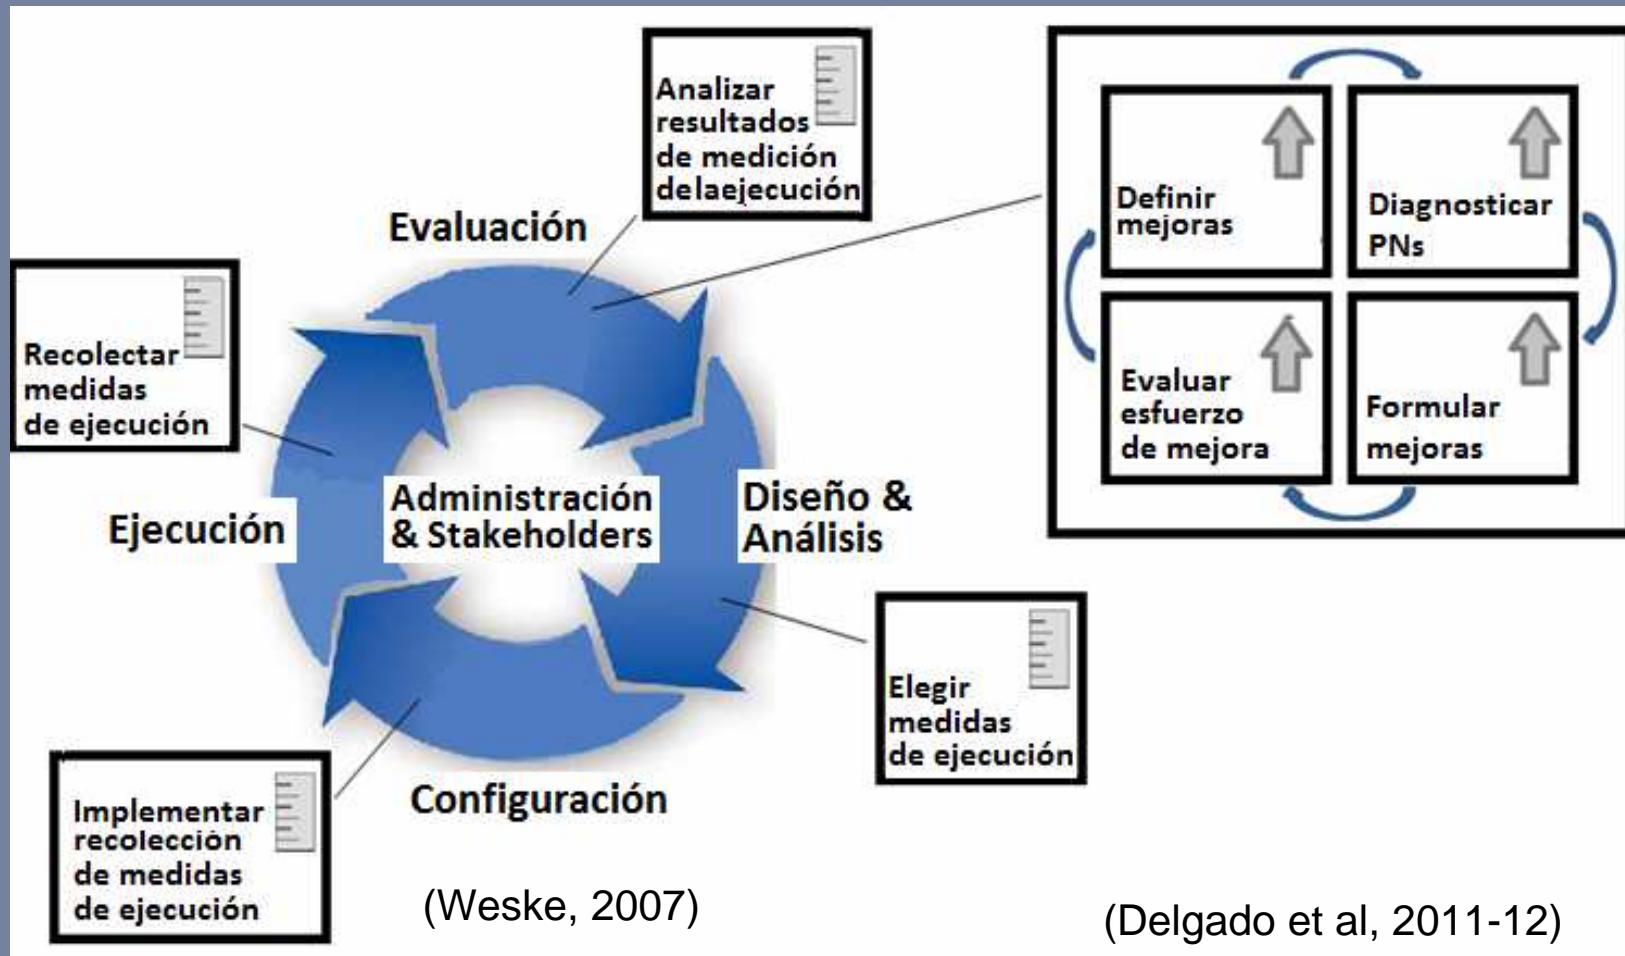 Analizar
resultados
de medición
delaejecución
Definir
mejoras
Diagnosticar
PNs
Evaluar
esfuerzo
de mejora
Formular
mejoras
Evaluación
Recolectar
medidas
de ejecución
Ejecución
Administración
& Stakeholders
Diseño &
Análisis
Elegir
medidas
de ejecución
Configuración
Implementar
recolección
de medidas
de ejecución
(Weske, 2007)
(Delgado et al, 2011-12)